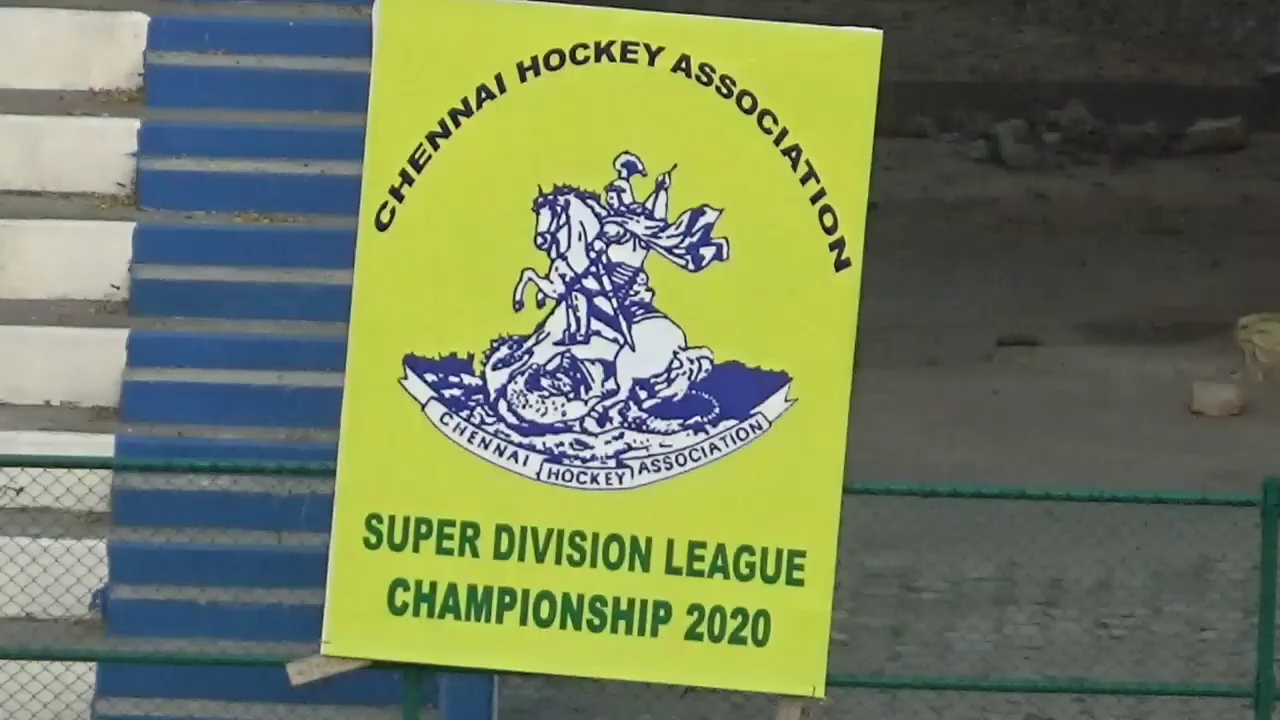 CHENNAI HOCKEY ASSOCIATION
CHENNAI HOCKEY ASSOCIATION
SUPER DIVISION LEAGUE
CHAMPIONSHIP 2020